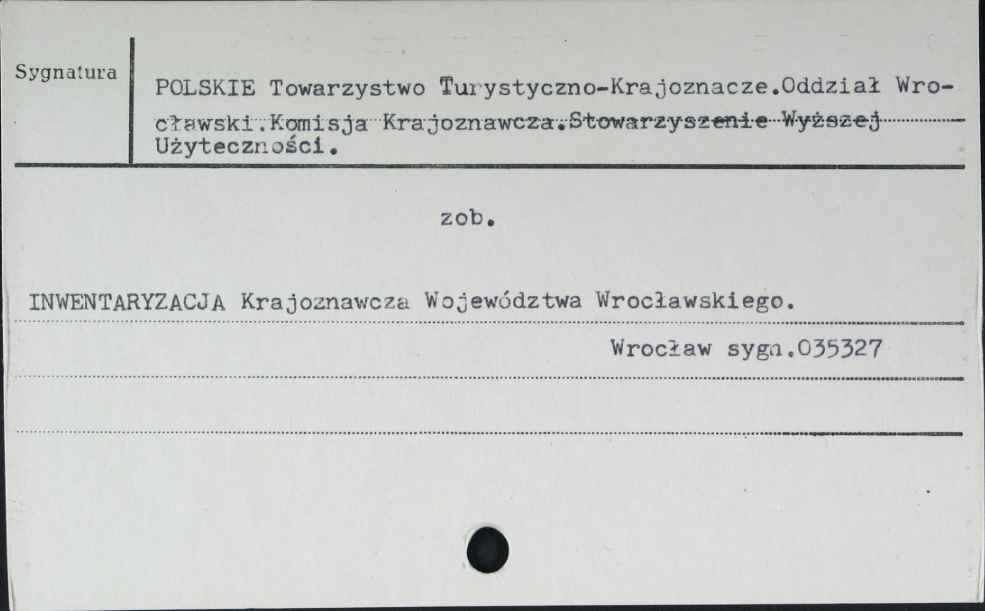 Sygnatura
POLSKIE Towarzystwo Turystyczno-Krajoznacze.Oddział Wro-
cławski.Komisja Krajoznawcza.Stowarzyszenie Wyższej
Użyteczności.
zob.
INWENTARYZACJA Krajoznawcza Województwa Wrocławskiego.
Wrocław sygn.035327